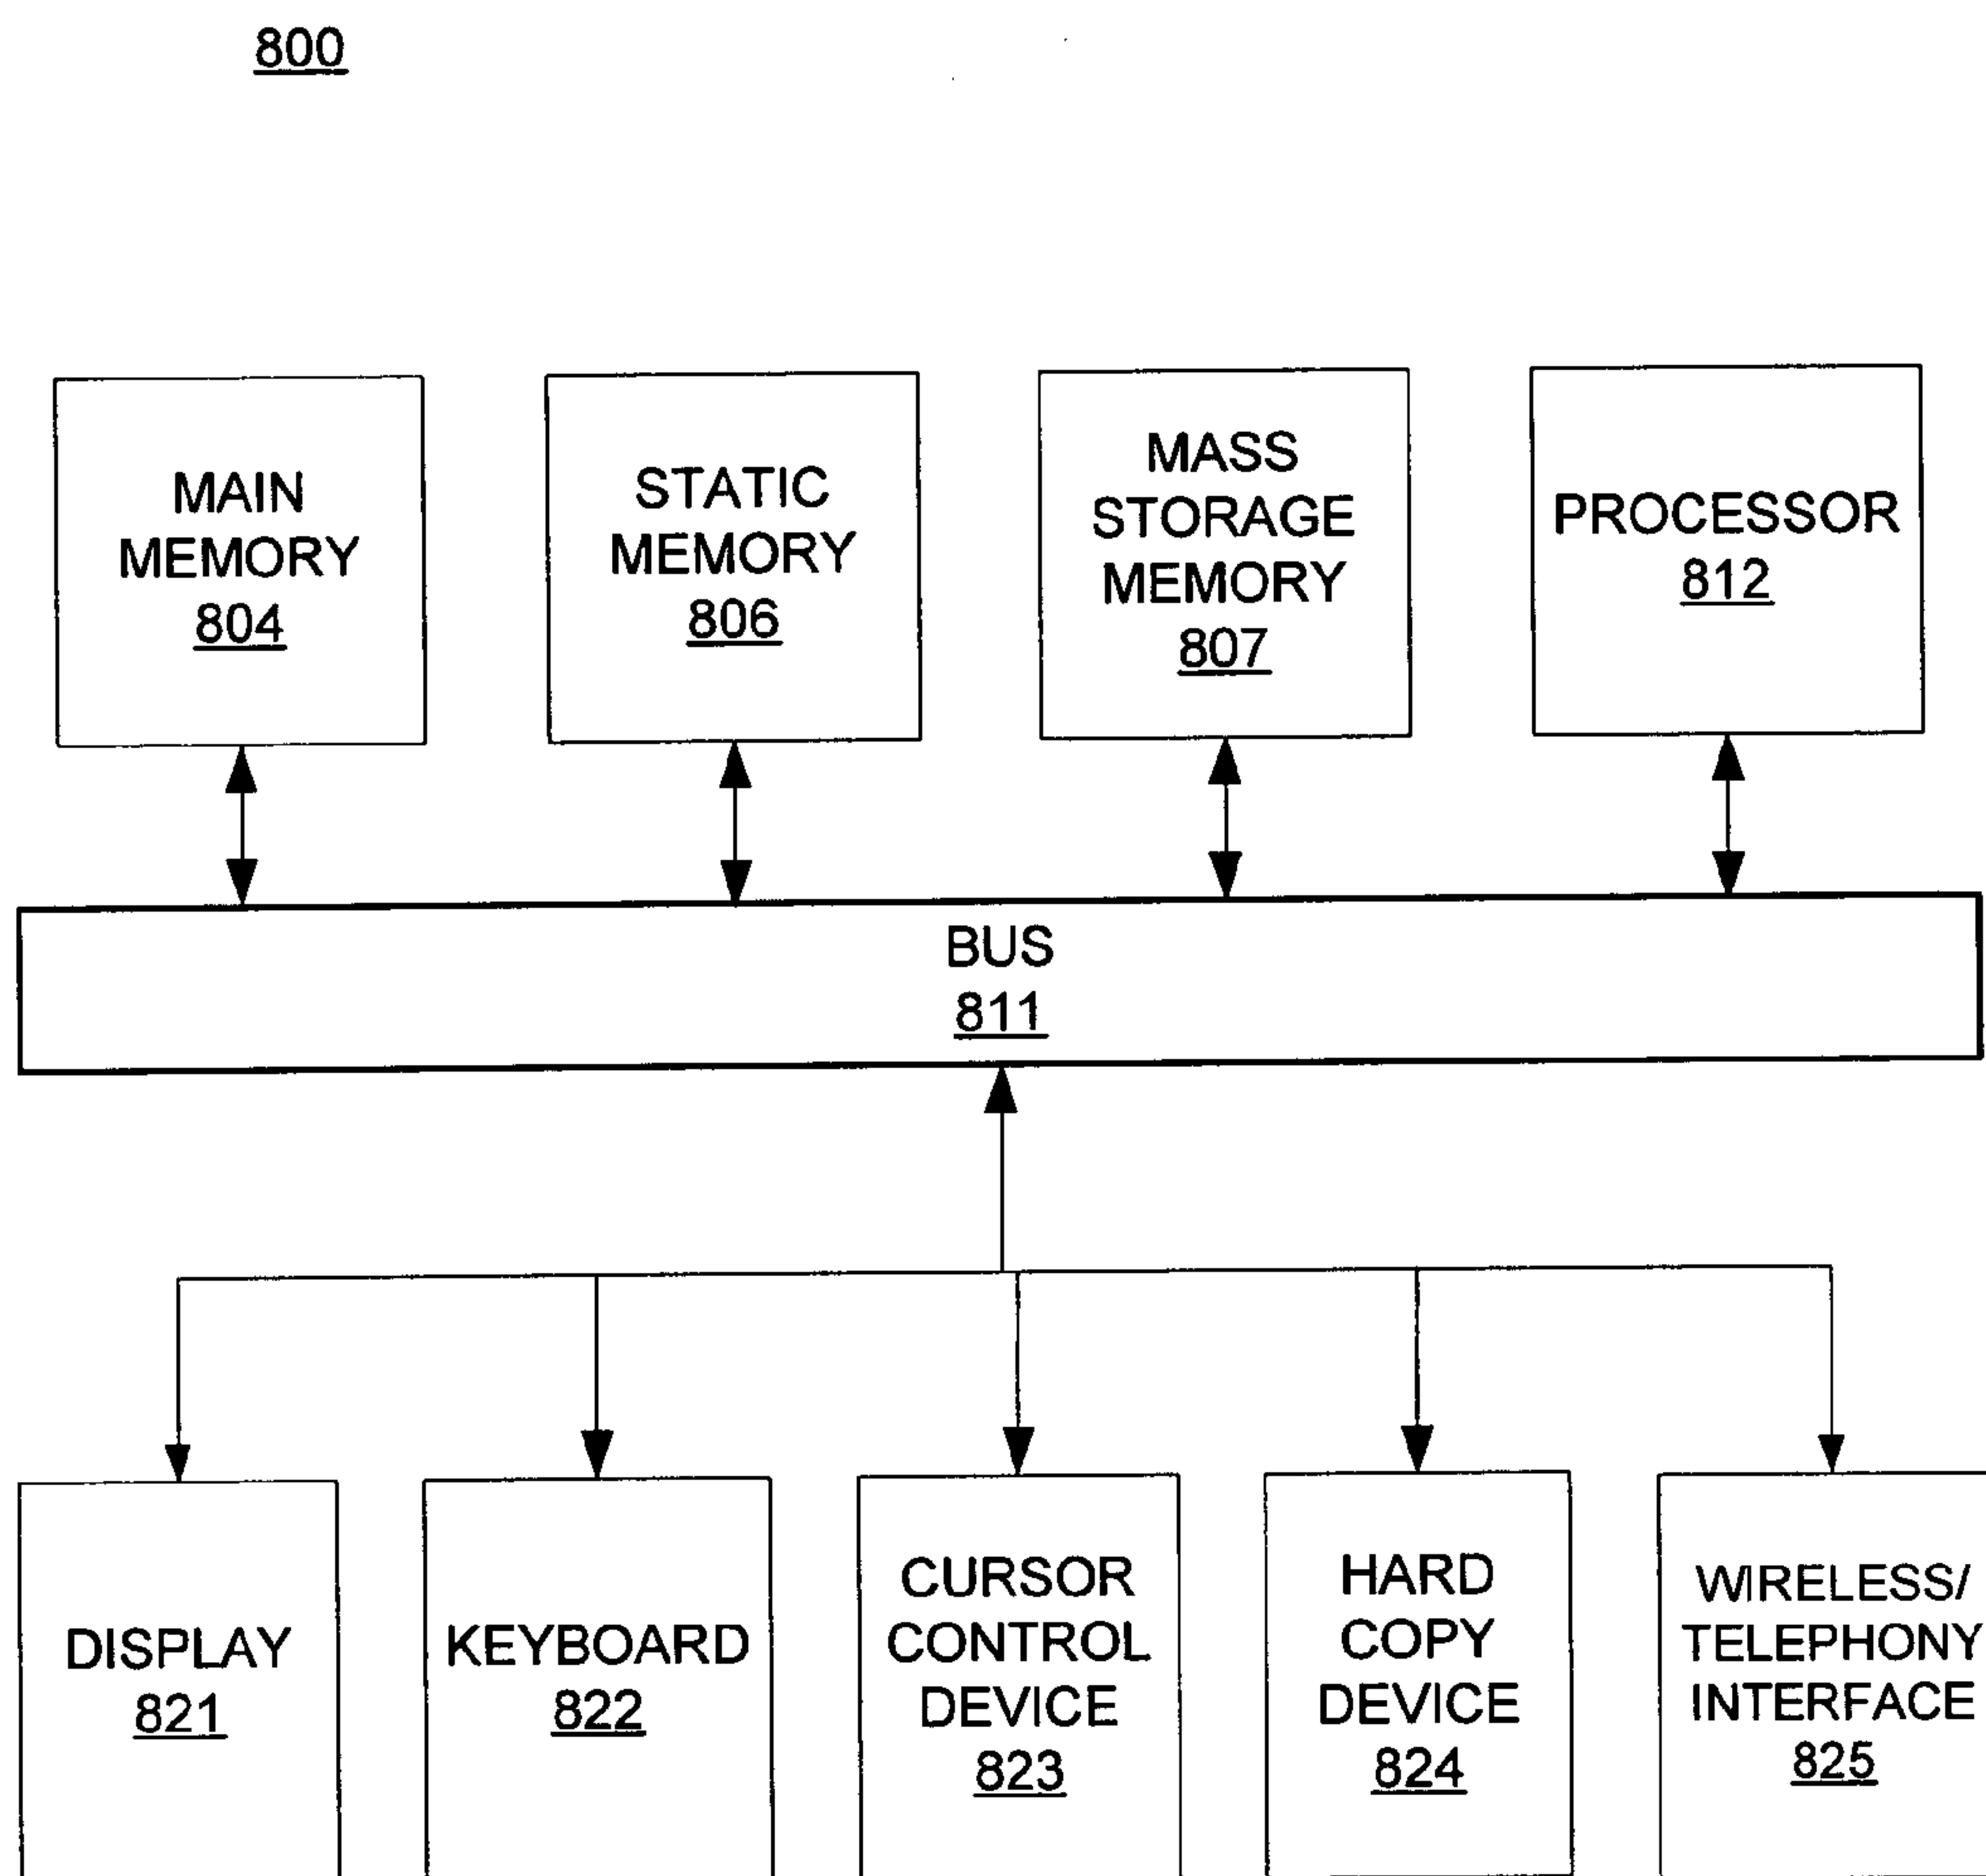 800
MAIN
MEMORY
804
STATIC
MEMORY
806
MASS
STORAGE
MEMORY
807
PROCESSOR
812
BUS
811
DISPLAY
821
KEYBOARD
822
CURSOR
CONTROL
DEVICE
823
HARD
COPY
DEVICE
824
WIRELESS/
TELEPHONY
INTERFACE
825